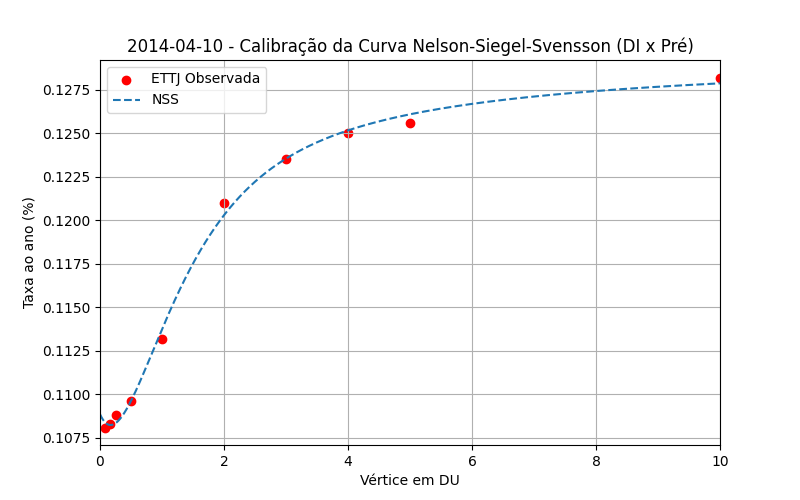 2014-04-10 - Calibração da Curva Nelson-Siegel-Svensson (DI x Pré)
ETTJ Observada
NSS
Taxa ao ano (%)
0.1275
0.1250
0.1225
0.1200
0.1175
0.1150
0.1125
0.1100
0.1075
0 2 4 6 8 10
Vértice em DU